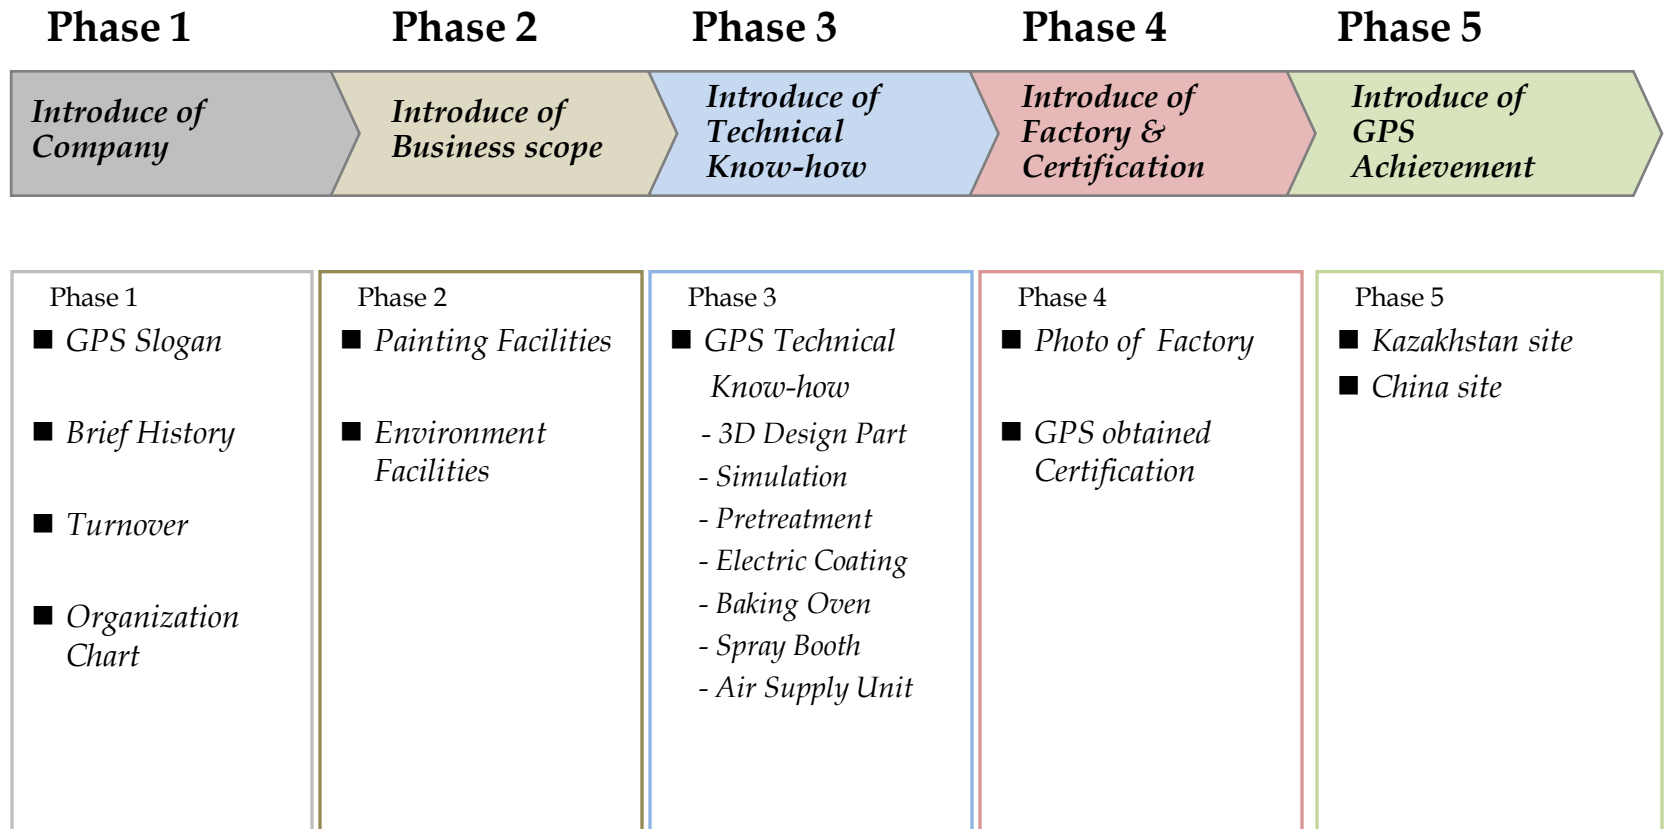 Phase 1
Phase 2
Phase 3
Phase 4
Phase 5
Introduce of
Company
Introduce of
Business scope
Introduce of
Technical
Know-how
Introduce of
Factory &
Certification
Introduce of
GPS
Achievement
Phase 1
■ GPS Slogan
■ Brief History
■ Turnover
■ Organization
Chart
Phase 2
■ Painting Facilities
■ Environment
Facilities
Phase 3
■ GPS Technical
Know-how
- 3D Design Part
- Simulation
- Pretreatment
- Electric Coating
- Baking Oven
- Spray Booth
- Air Supply Unit
Phase 4
■ Photo of Factory
■ GPS obtained
Certification
Phase 5
■ Kazakhstan site
■ China site